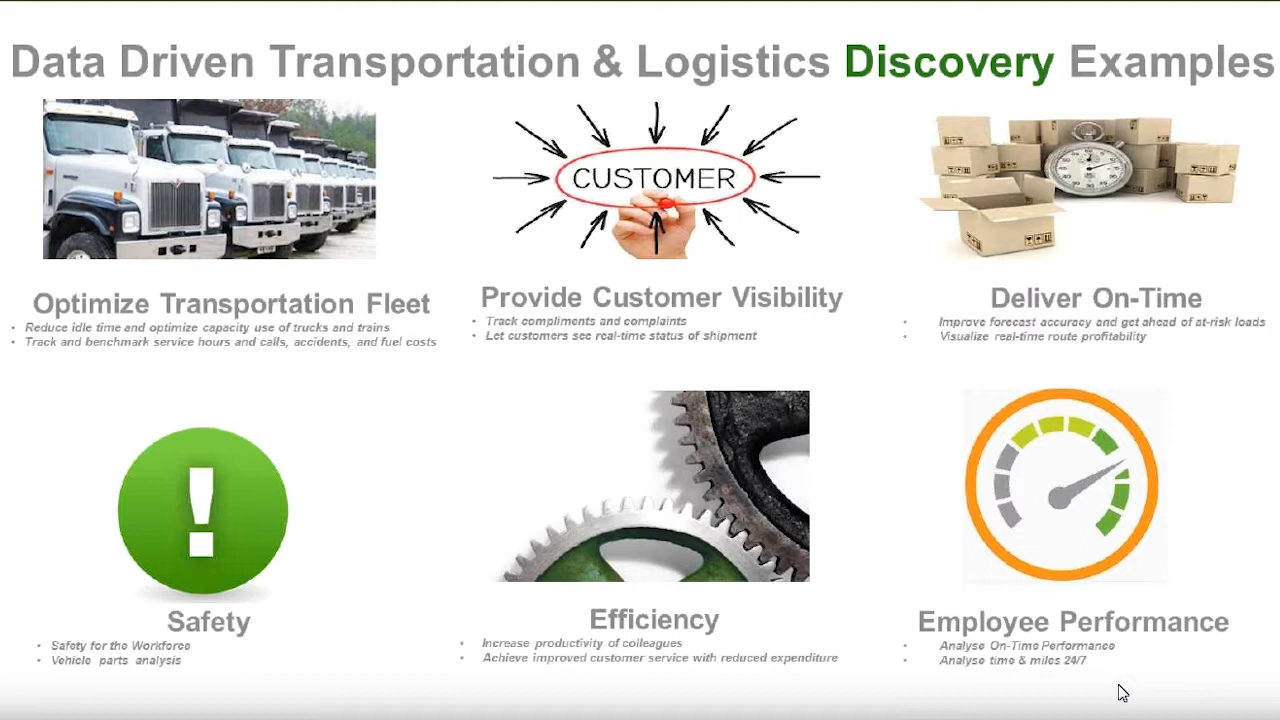 Data Driven Transportation & Logistics Discovery Examples
CUSTOMER
Optimize Transportation Fleet
• Reduce idle time and optimize capacity use of trucks and trains
• Track and benchmark service hours and calls, accidents, and fuel costs
Provide Customer Visibility
• Track compliments and complaints
• Let customers see real-time status of shipment
Deliver On-Time
• Improve forecast accuracy and get ahead of at-risk loads
• Visualize real-time route profitability
!
Safety
• Safety for the Workforce
• Vehicle parts analysis
Efficiency
• Increase productivity of colleagues
• Achieve improved customer service with reduced expenditure
Employee Performance
• Analyse On-Time Performance
• Analyse time & miles 24/7